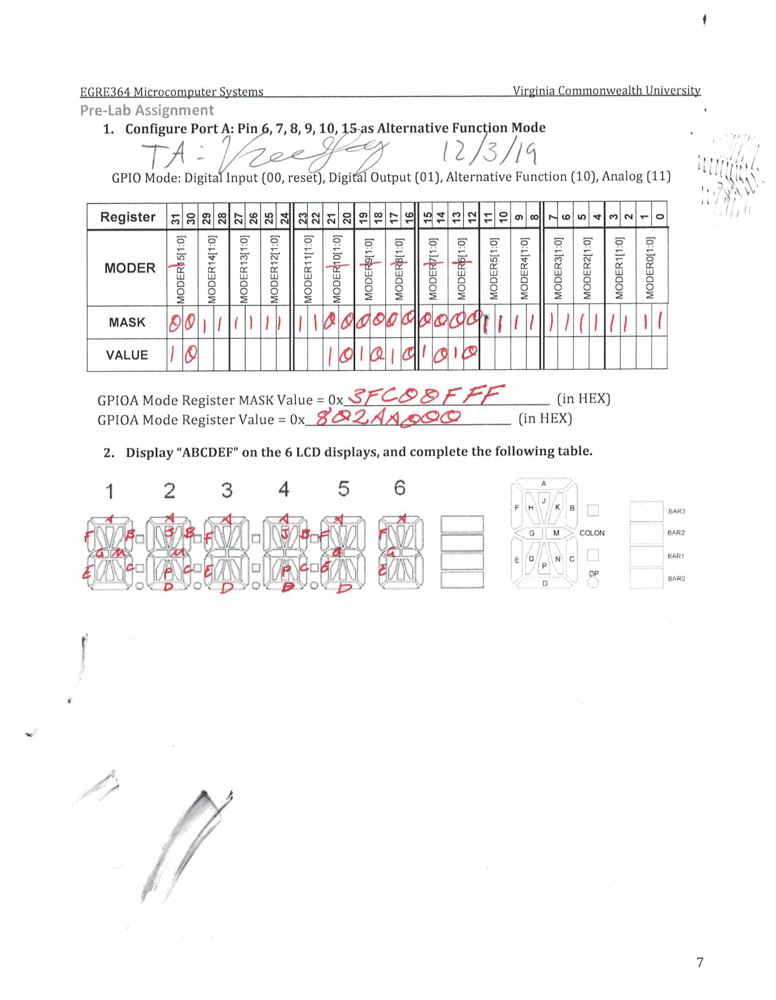 EGRE364 Microcomputer Systems Virginia Commonwealth University
Pre-Lab Assignment
1. Configure Port A: Pin 6, 7, 8, 9, 10, 15 as Alternative Function Mode
TA: 12/3/19
GPIO Mode: Digital Input (00, reset), Digital Output (01), Alternative Function (10), Analog (11)
Register 31 30 29 28 27 26 25 24 23 22 21 20 19 18 17 16 15 14 13 12 11 10 9 8 7 6 5 4 3 2 1 0
MODER MODER15[1:0] MODER14[1:0] MODER13[1:0] MODER12[1:0] MODER11[1:0] MODER10[1:0] MODER9[1:0] MODER8[1:0] MODER7[1:0] MODER6[1:0] MODER5[1:0] MODER4[1:0] MODER3[1:0] MODER2[1:0] MODER1[1:0] MODER0[1:0]
MASK 0 0 1 1 1 1 1 1 1 1 0 0 0 0 0 0 0 0 0 0 1 1 1 1 1 1 1 1 1 1 1 1
VALUE 1 0 1 0 1 0 1 0 1 0 1 0
GPIOA Mode Register MASK Value = 0x 3FC00FFF (in HEX)
GPIOA Mode Register Value = 0x 802AA000 (in HEX)
2. Display "ABCDEF" on the 6 LCD displays, and complete the following table.
1 2 3 4 5 6
A A A A A A
F B J B F J B F F
G M M G G
E C P C E P C E E
D D D D
A
F H J K B
G M COLON
E Q P N C
D DP
BAR3
BAR2
BAR1
BAR0
7